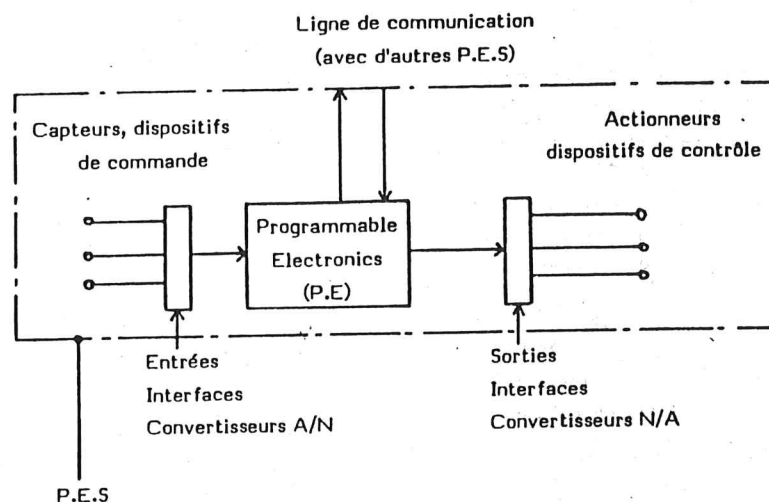 Ligne de communication
(avec d'autres P.E.S)
Capteurs, dispositifs
de commande
Actionneurs
dispositifs de contrôle
Programmable
Electronics
(P.E)
Entrées
Interfaces
Convertisseurs A/N
Sorties
Interfaces
Convertisseurs N/A
P.E.S